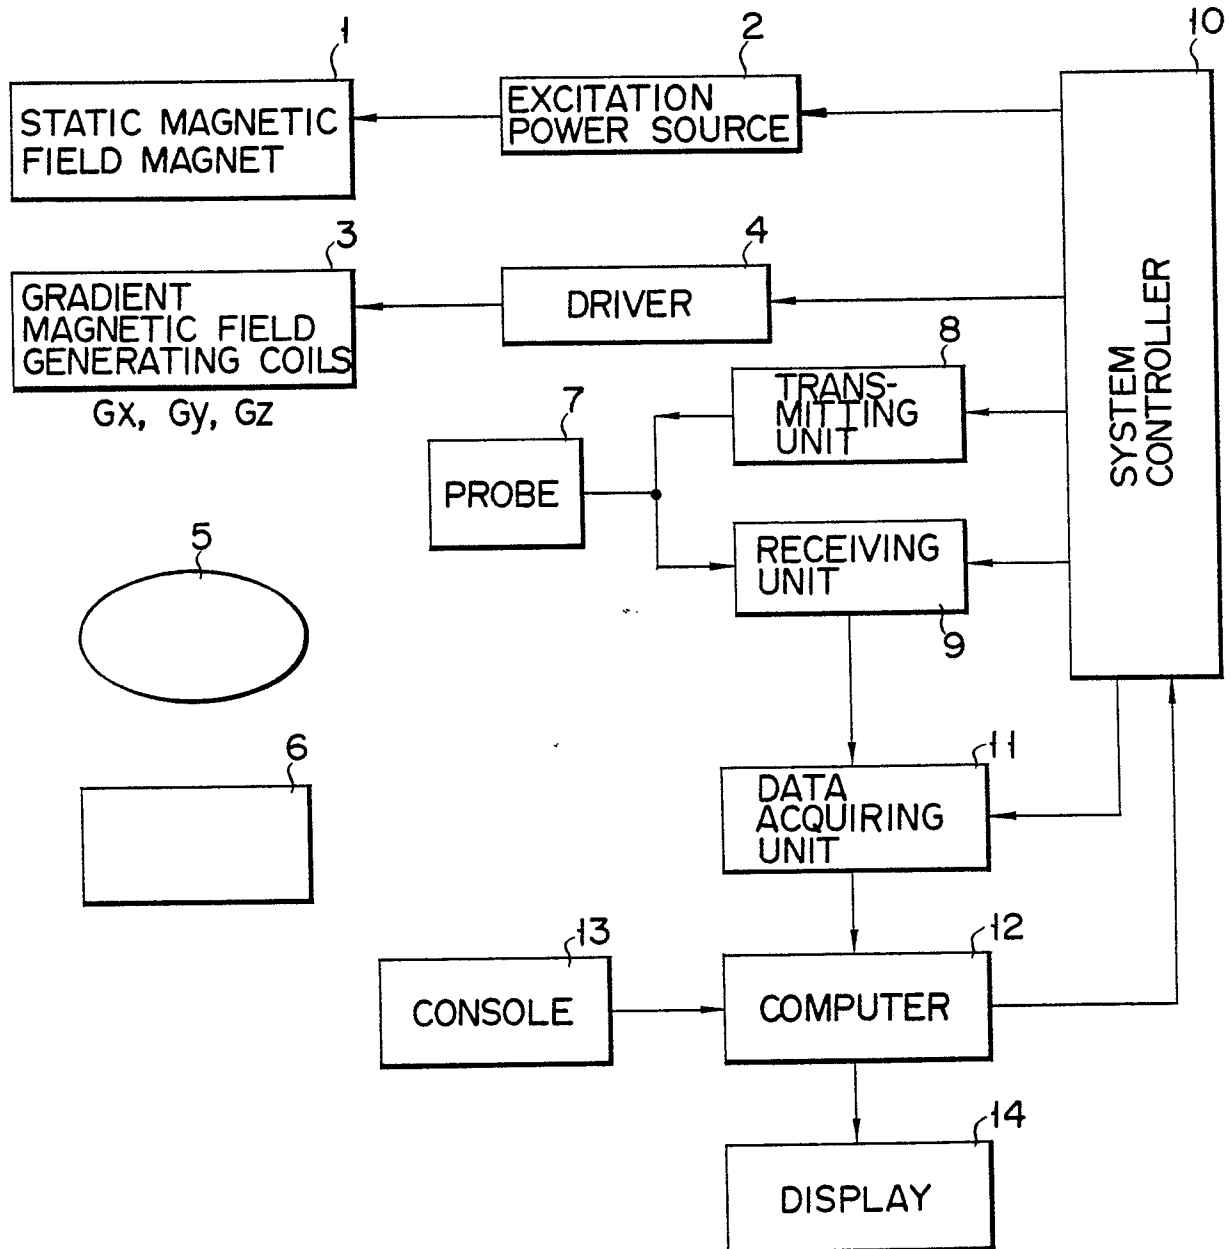 1
STATIC MAGNETIC
FIELD MAGNET
2
EXCITATION
POWER SOURCE
10
SYSTEM
CONTROLLER
3
GRADIENT
MAGNETIC FIELD
GENERATING COILS
Gx, Gy, Gz
4
DRIVER
8
TRANS-
MITTING
UNIT
7
PROBE
RECEIVING
UNIT
9
5
6
11
DATA
ACQUIRING
UNIT
13
CONSOLE
12
COMPUTER
14
DISPLAY